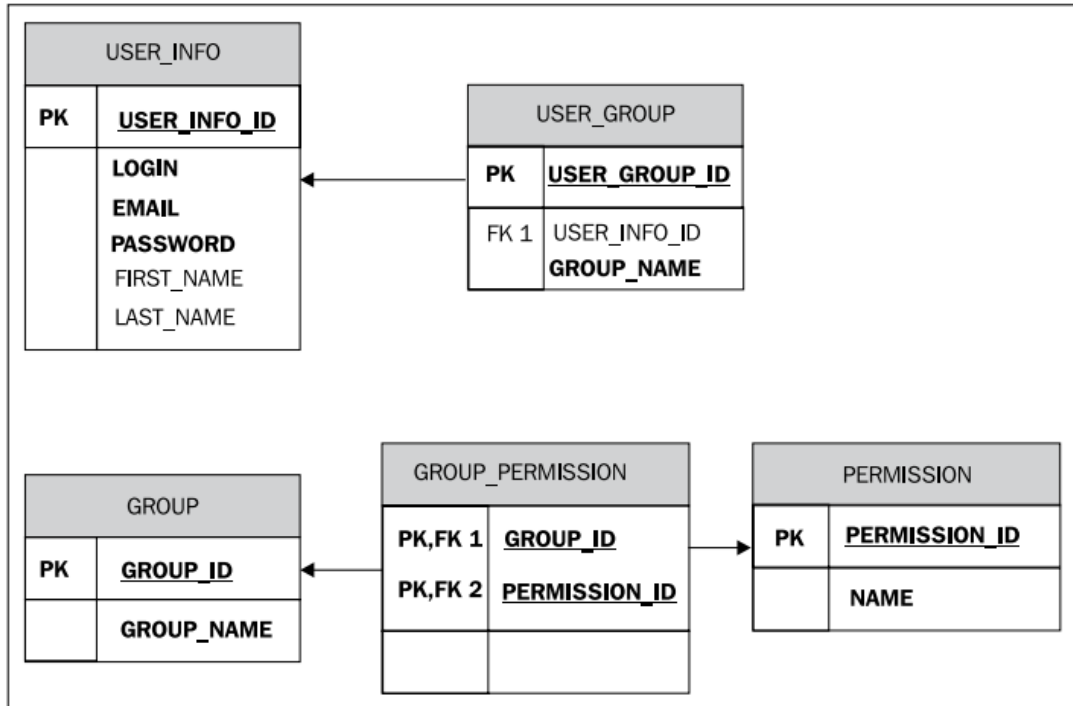 USER_INFO
PK USER_INFO_ID
LOGIN
EMAIL
PASSWORD
FIRST_NAME
LAST_NAME
USER_GROUP
PK USER_GROUP_ID
FK 1 USER_INFO_ID
GROUP_NAME
GROUP
PK GROUP_ID
GROUP_NAME
GROUP_PERMISSION
PK,FK 1 GROUP_ID
PK,FK 2 PERMISSION_ID
PERMISSION
PK PERMISSION_ID
NAME